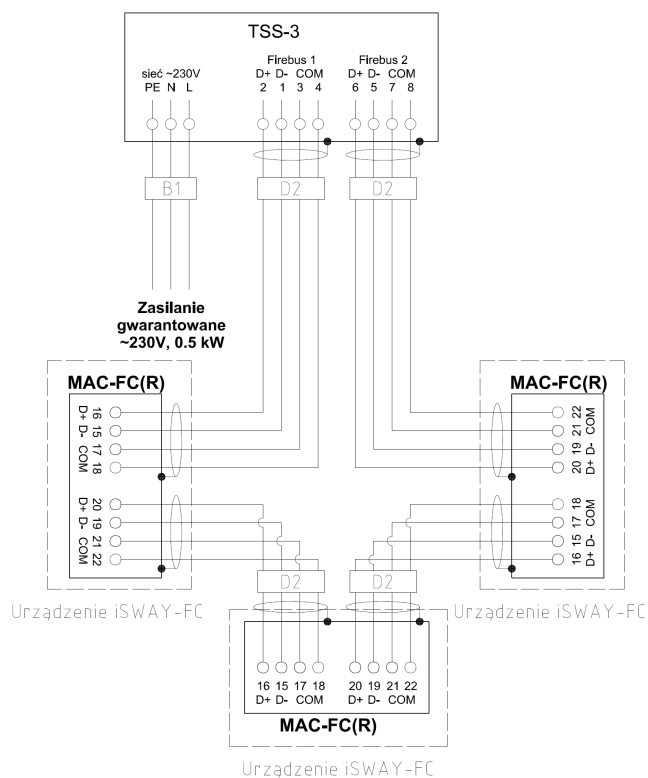 TSS-3
Firebus 1 Firebus 2
sieć ~230V D+ D- COM D+ D- COM
PE N L 2 1 3 4 6 5 7 8
B1 D2 D2
Zasilanie
gwarantowane
~230V, 0.5 kW
MAC-FC(R)
D+ 16
D- 15
COM 17
18
D+ 20
D- 19
COM 21
22
Urządzenie iSWAY-FC
MAC-FC(R)
22 COM
21
19 D-
20 D+
18 COM
17
15 D-
16 D+
Urządzenie iSWAY-FC
D2 D2
16 15 17 18 20 19 21 22
D+ D- COM D+ D- COM
MAC-FC(R)
Urządzenie iSWAY-FC